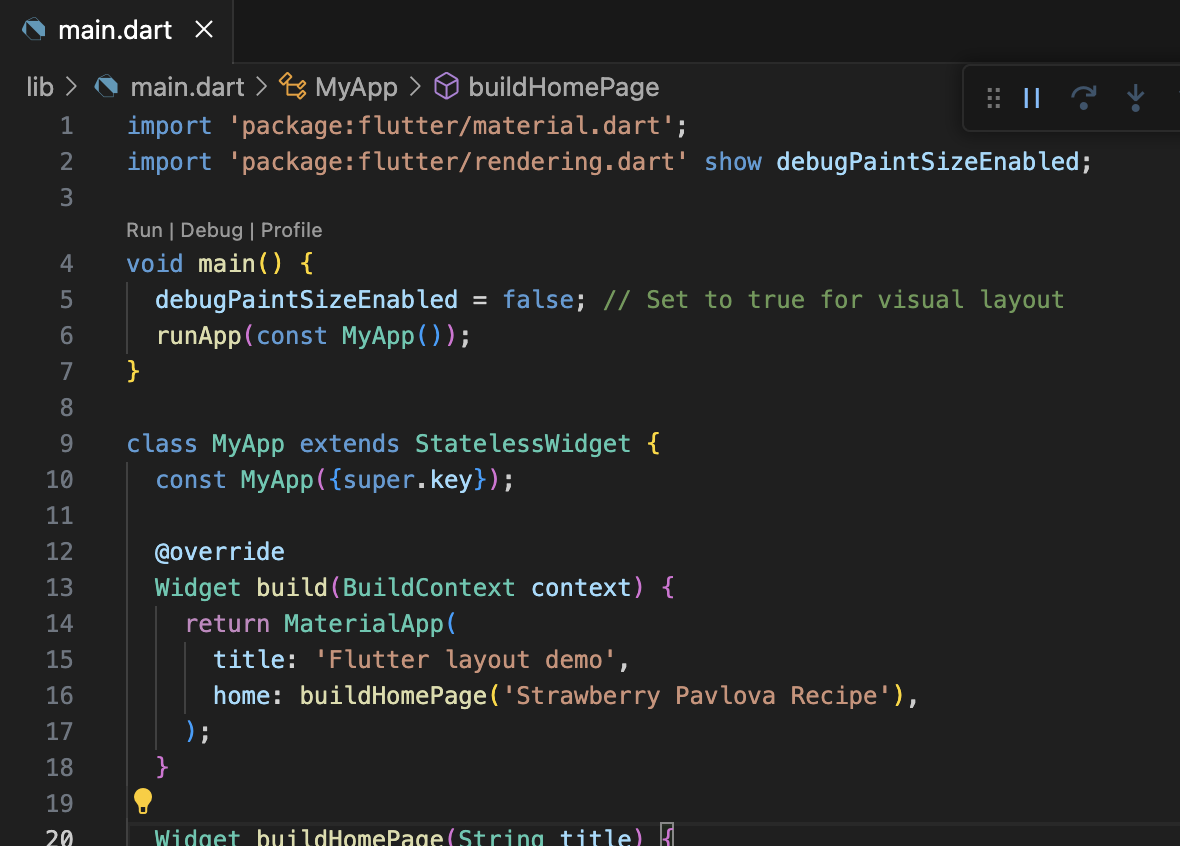 main.dart
lib > main.dart > MyApp > buildHomePage
1 import 'package:flutter/material.dart';
2 import 'package:flutter/rendering.dart' show debugPaintSizeEnabled;
3
Run | Debug | Profile
4 void main() {
5   debugPaintSizeEnabled = false; // Set to true for visual layout
6   runApp(const MyApp());
7 }
8
9 class MyApp extends StatelessWidget {
10   const MyApp({super.key});
11
12   @override
13   Widget build(BuildContext context) {
14     return MaterialApp(
15       title: 'Flutter layout demo',
16       home: buildHomePage('Strawberry Pavlova Recipe'),
17     );
18   }
19
20   Widget buildHomePage(String title) {